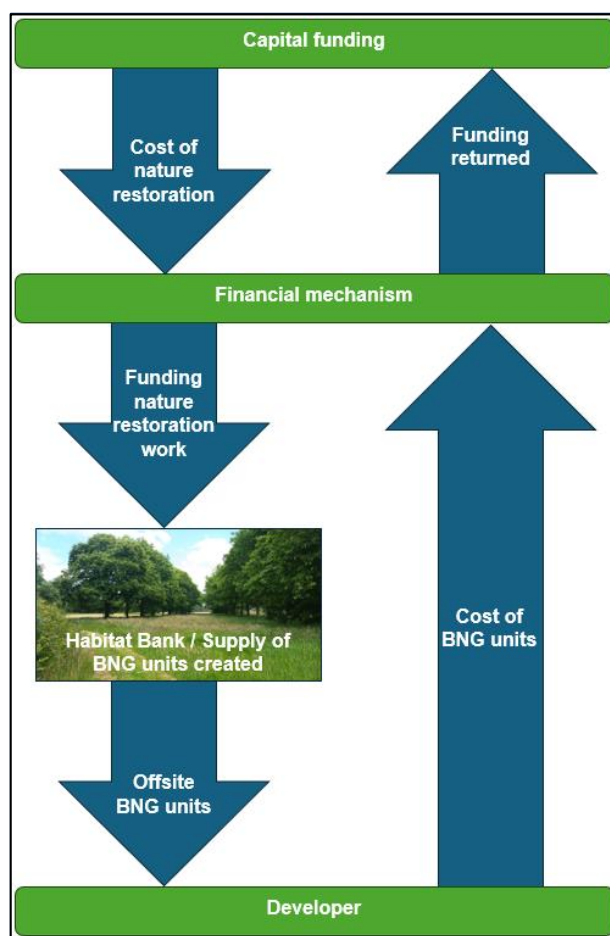 Capital funding
Cost of
nature
restoration
Funding
returned
Financial mechanism
Funding
nature
restoration
work
Habitat Bank / Supply of
BNG units created
Cost of
BNG units
Offsite
BNG units
Developer